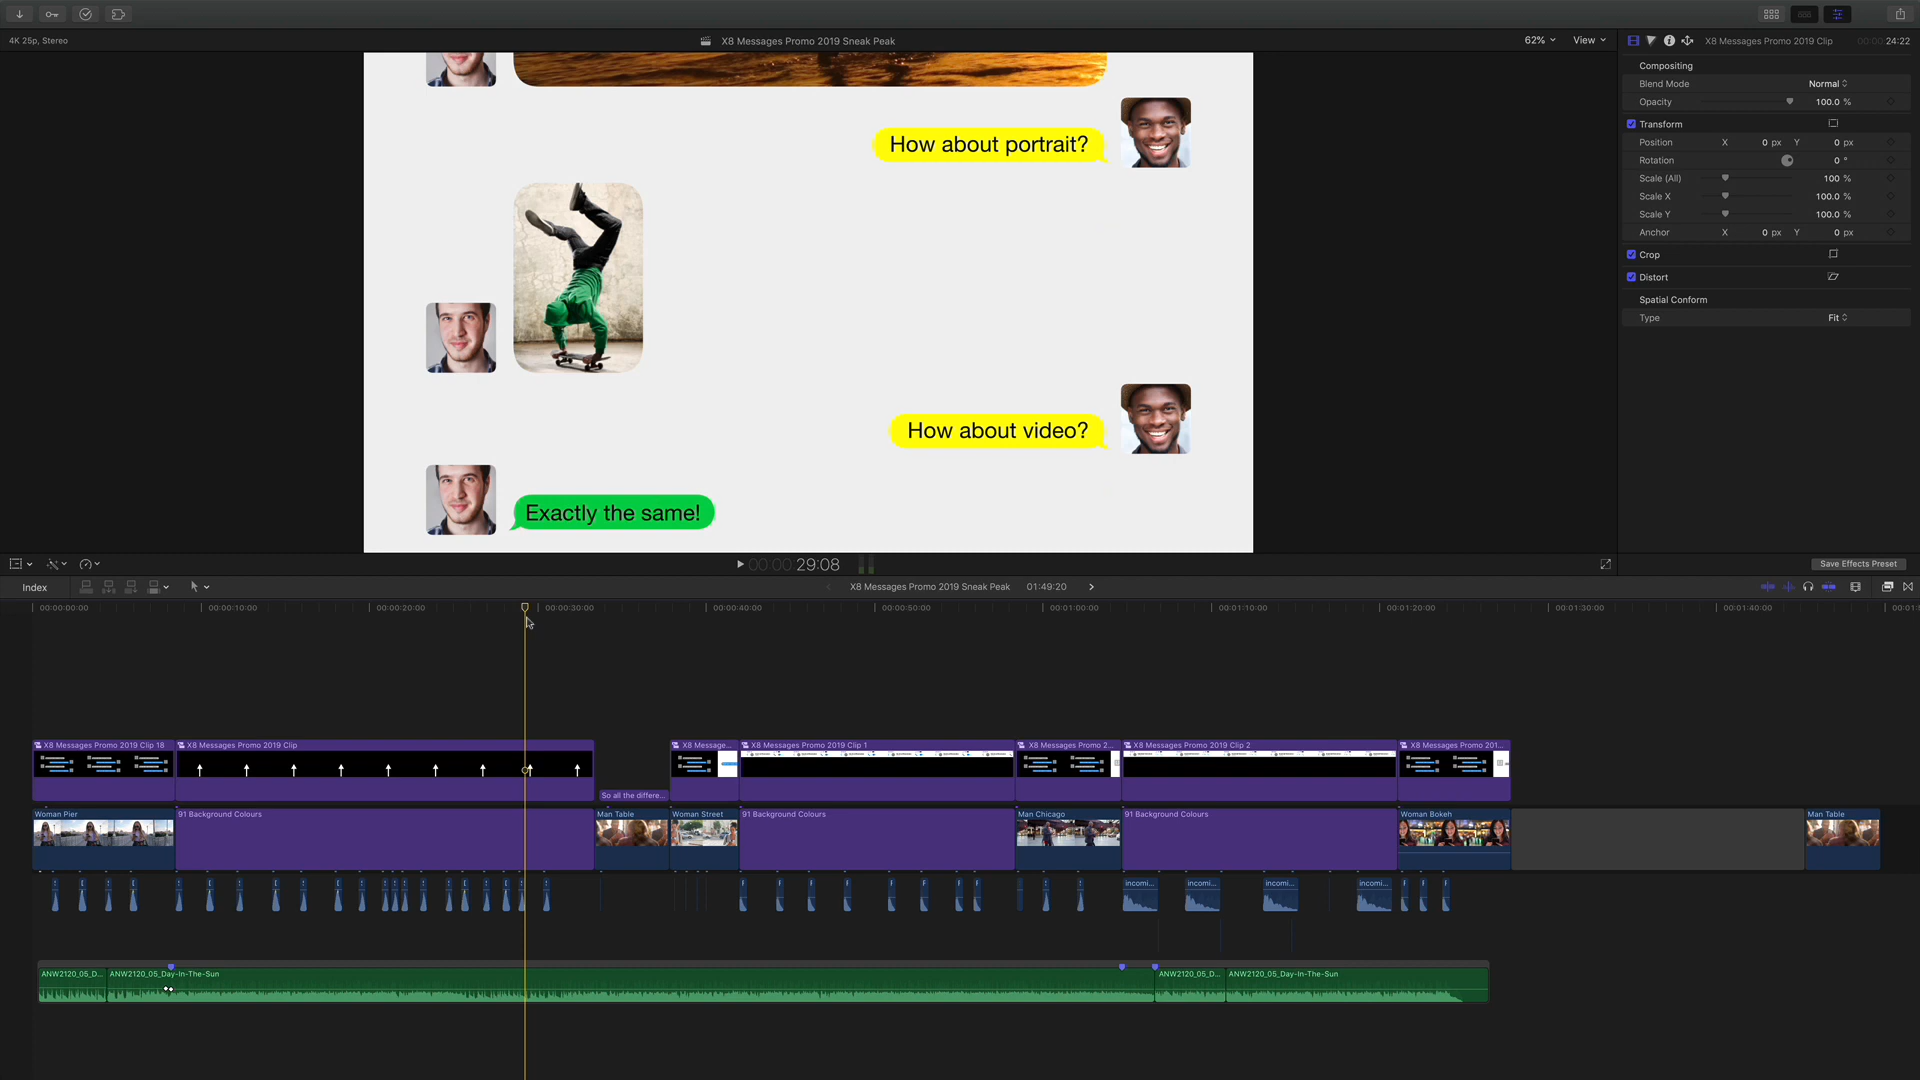 4K 25p, Stereo
X8 Messages Promo 2019 Sneak Peak
62%
View
X8 Messages Promo 2019 Clip
00:00:24:22
How about portrait?
How about video?
Exactly the same!
Compositing
Blend Mode Normal
Opacity 100.0 %
Transform
Position X 0 px Y 0 px
Rotation 0 °
Scale (All) 100 %
Scale X 100.0 %
Scale Y 100.0 %
Anchor X 0 px Y 0 px
Crop
Distort
Spatial Conform
Type Fit
00:00:29:08
Save Effects Preset
Index
X8 Messages Promo 2019 Sneak Peak 01:49:20
00:00:00:00 00:00:10:00 00:00:20:00 00:00:30:00 00:00:40:00 00:00:50:00 00:01:00:00 00:01:10:00 00:01:20:00 00:01:30:00 00:01:40:00
X8 Messages Promo 2019 Clip 18 X8 Messages Promo 2019 Clip X8 Message... X8 Messages Promo 2019 Clip 1 X8 Messages Promo 2... X8 Messages Promo 2019 Clip 2 X8 Messages Promo 201...
So all the differe...
Woman Pier 91 Background Colours Man Table Woman Street 91 Background Colours Man Chicago 91 Background Colours Woman Bokeh Man Table
incomi... incomi... incomi... incomi...
ANW2120_05_D... ANW2120_05_Day-In-The-Sun ANW2120_05_D... ANW2120_05_Day-In-The-Sun